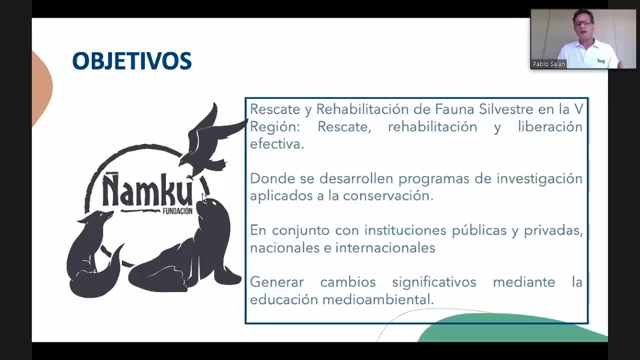 OBJETIVOS
Pablo Salah
Ñamku
FUNDACIÓN
Rescate y Rehabilitación de Fauna Silvestre en la V
Región: Rescate, rehabilitación y liberación
efectiva.
Donde se desarrollen programas de investigación
aplicados a la conservación.
En conjunto con instituciones públicas y privadas,
nacionales e internacionales
Generar cambios significativos mediante la
educación medioambiental.